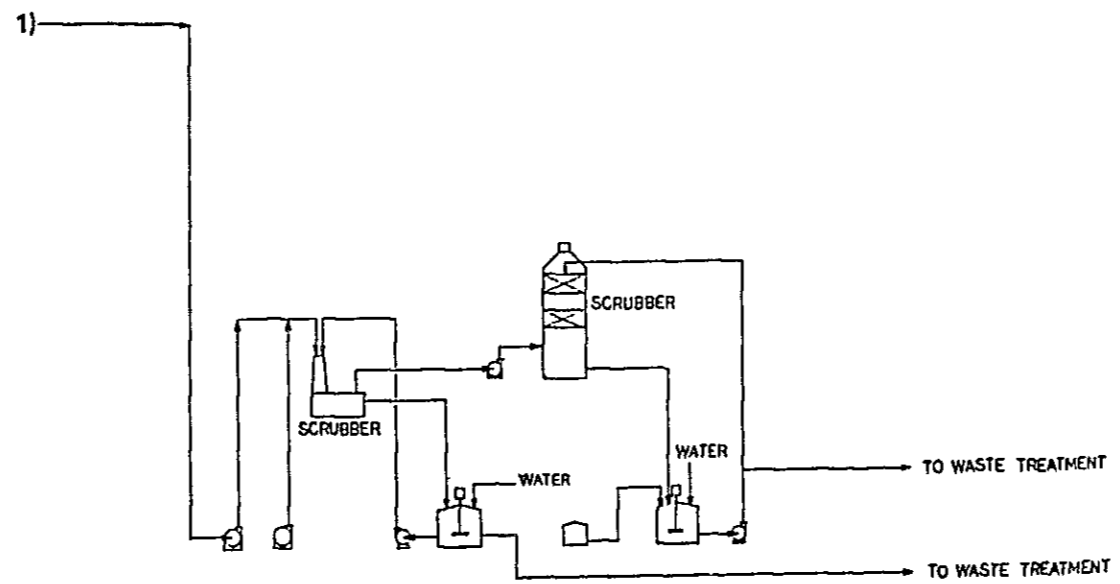 1)
SCRUBBER
SCRUBBER
WATER
WATER
TO WASTE TREATMENT
TO WASTE TREATMENT